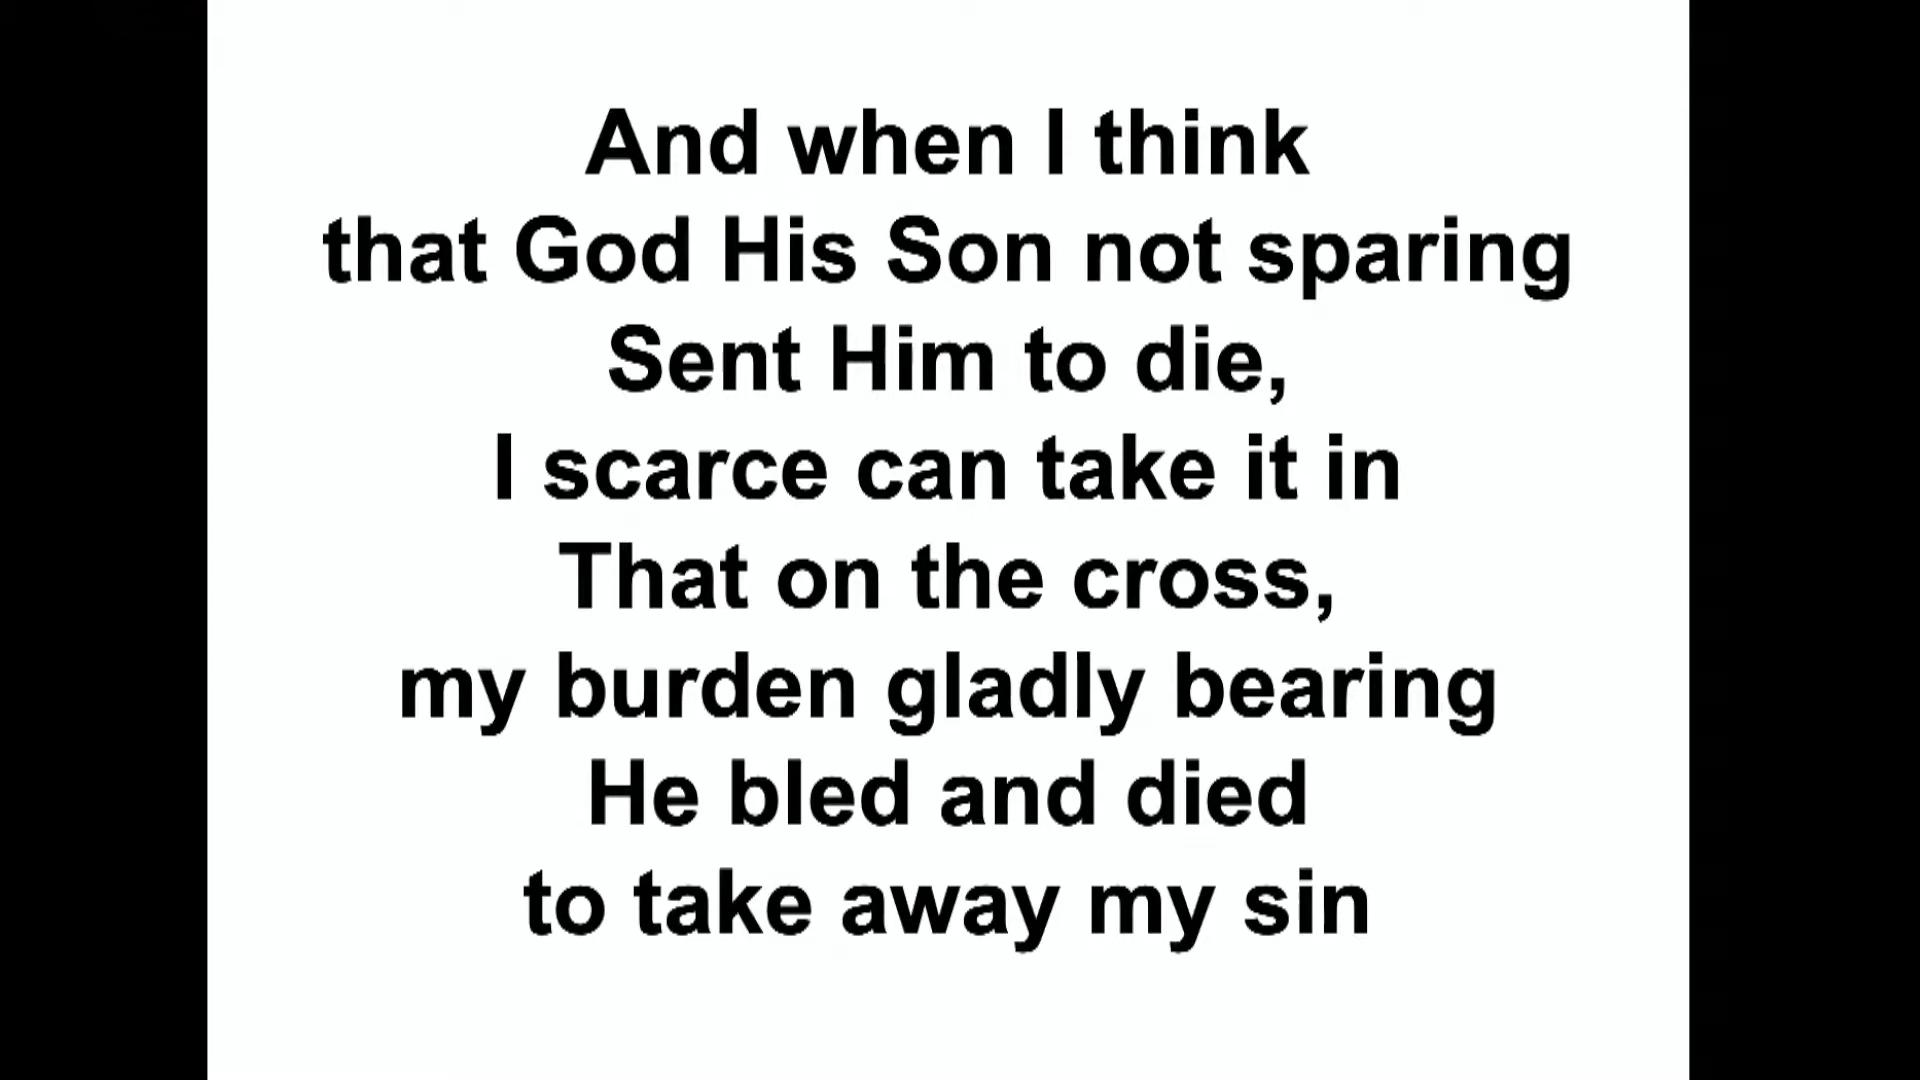 And when I think
that God His Son not sparing
Sent Him to die,
I scarce can take it in
That on the cross,
my burden gladly bearing
He bled and died
to take away my sin